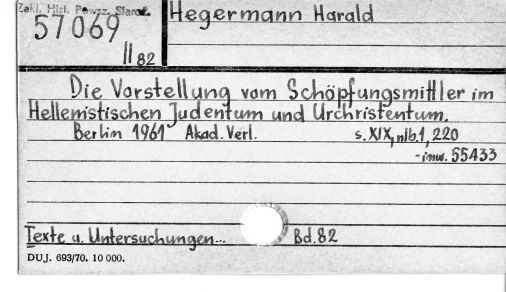 Zakł. Hist. Powsz. Staroż.
57069
II 82
Hegermann Harald
Die Vorstellung vom Schöpfungsmittler im
Hellenistischen Judentum und Urchristentum.
Berlin 1961 Akad. Verl. s. XIX, nlb.1, 220
-inw. 55433
Texte u. Untersuchungen... Bd.82
DUJ. 693/70. 10 000.